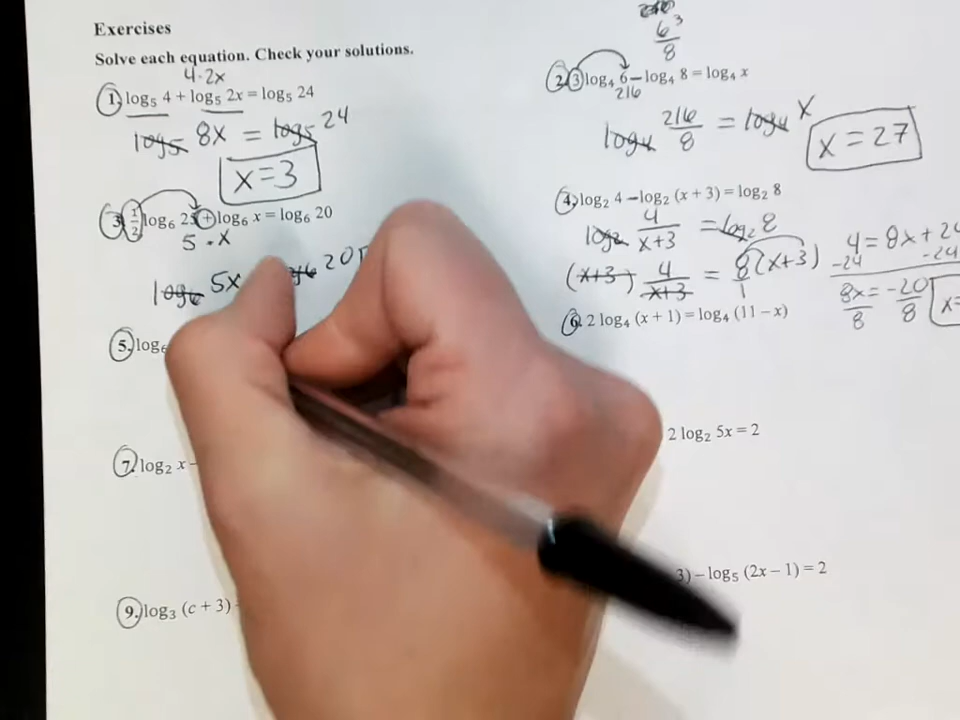 Exercises
Solve each equation. Check your solutions.
4·2x
1. log₅ 4 + log₅ 2x = log₅ 24
log₅ 8x = log₅ 24
x=3
6³
8
2. 3 log₄ 6 – log₄ 8 = log₄ x
216
log₄ 216/8 = log₄ x
x = 27
3. 1/2 log₆ 25 + log₆ x = log₆ 20
5 · x
log₆ 5x
20
4. log₂ 4 – log₂ (x + 3) = log₂ 8
log₂ 4/(x+3) = log₂ 8
(x+3) 4/(x+3) = 8/1 (x+3)
4 = 8x + 24
-24 -24
8x/8 = -20/8
x=
5. log₆
6. 2 log₄ (x + 1) = log₄ (11 – x)
7. log₂ x –
2 log₂ 5x = 2
9. log₃ (c + 3)
3) – log₅ (2x – 1) = 2